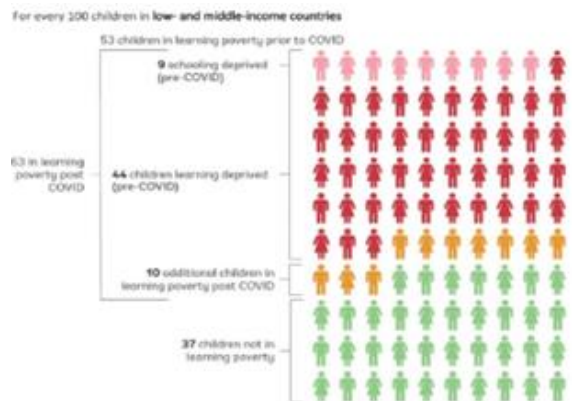 For every 100 children in low- and middle-income countries
53 children in learning poverty prior to COVID
9 schooling deprived
(pre-COVID)
63 in learning
poverty post
COVID
44 children learning deprived
(pre-COVID)
10 additional children in
learning poverty post COVID
37 children not in
learning poverty